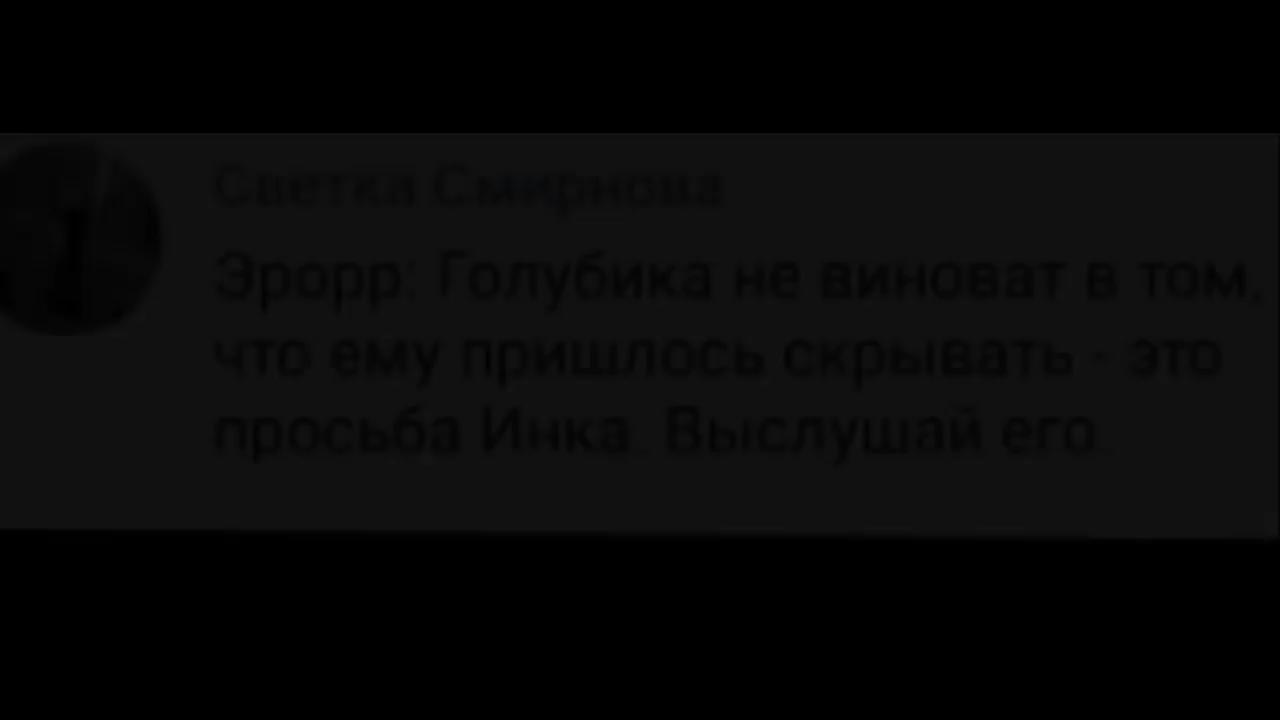 Светка Смирнова
Эрорр: Голубика не виноват в том,
что ему пришлось скрывать - это
просьба Инка. Выслушай его.